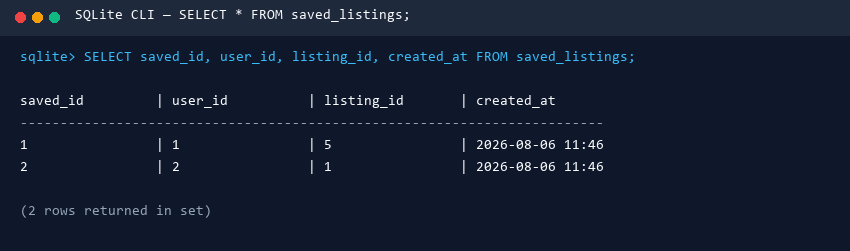 SQLite CLI — SELECT * FROM saved_listings;
sqlite> SELECT saved_id, user_id, listing_id, created_at FROM saved_listings;
saved_id | user_id | listing_id | created_at
-------------------------------------------------------------------------
1 | 1 | 5 | 2026-08-06 11:46
2 | 2 | 1 | 2026-08-06 11:46
(2 rows returned in set)